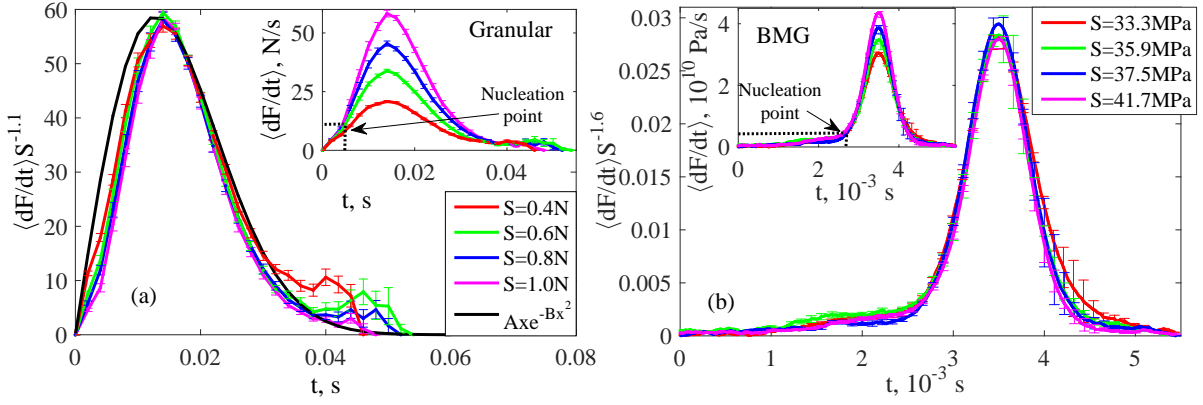 60
50
40
30
20
10
0
⟨dF/dt⟩S^-1.1
0
0.02
0.04
0.06
0.08
t, s
(a)
50
25
0
⟨dF/dt⟩, N/s
Granular
Nucleation
point
0
0.02
0.04
0.06
t, s
S=0.4N
S=0.6N
S=0.8N
S=1.0N
Axe^-Bx^2
0.03
0.025
0.02
0.015
0.01
0.005
0
⟨dF/dt⟩S^-1.6
0
1
2
3
4
5
t, 10^-3 s
(b)
4
2
0
⟨dF/dt⟩, 10^10 Pa/s
BMG
Nucleation
point
0
2
4
t, 10^-3 s
S=33.3MPa
S=35.9MPa
S=37.5MPa
S=41.7MPa